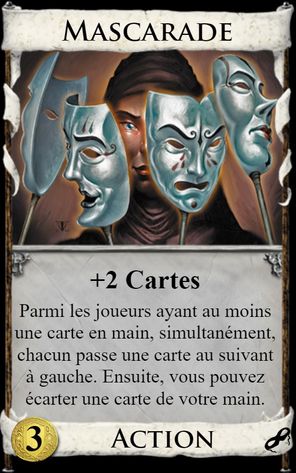 MASCARADE
+2 Cartes
Parmi les joueurs ayant au moins
une carte en main, simultanément,
chacun passe une carte au suivant
à gauche. Ensuite, vous pouvez
écarter une carte de votre main.
3
ACTION